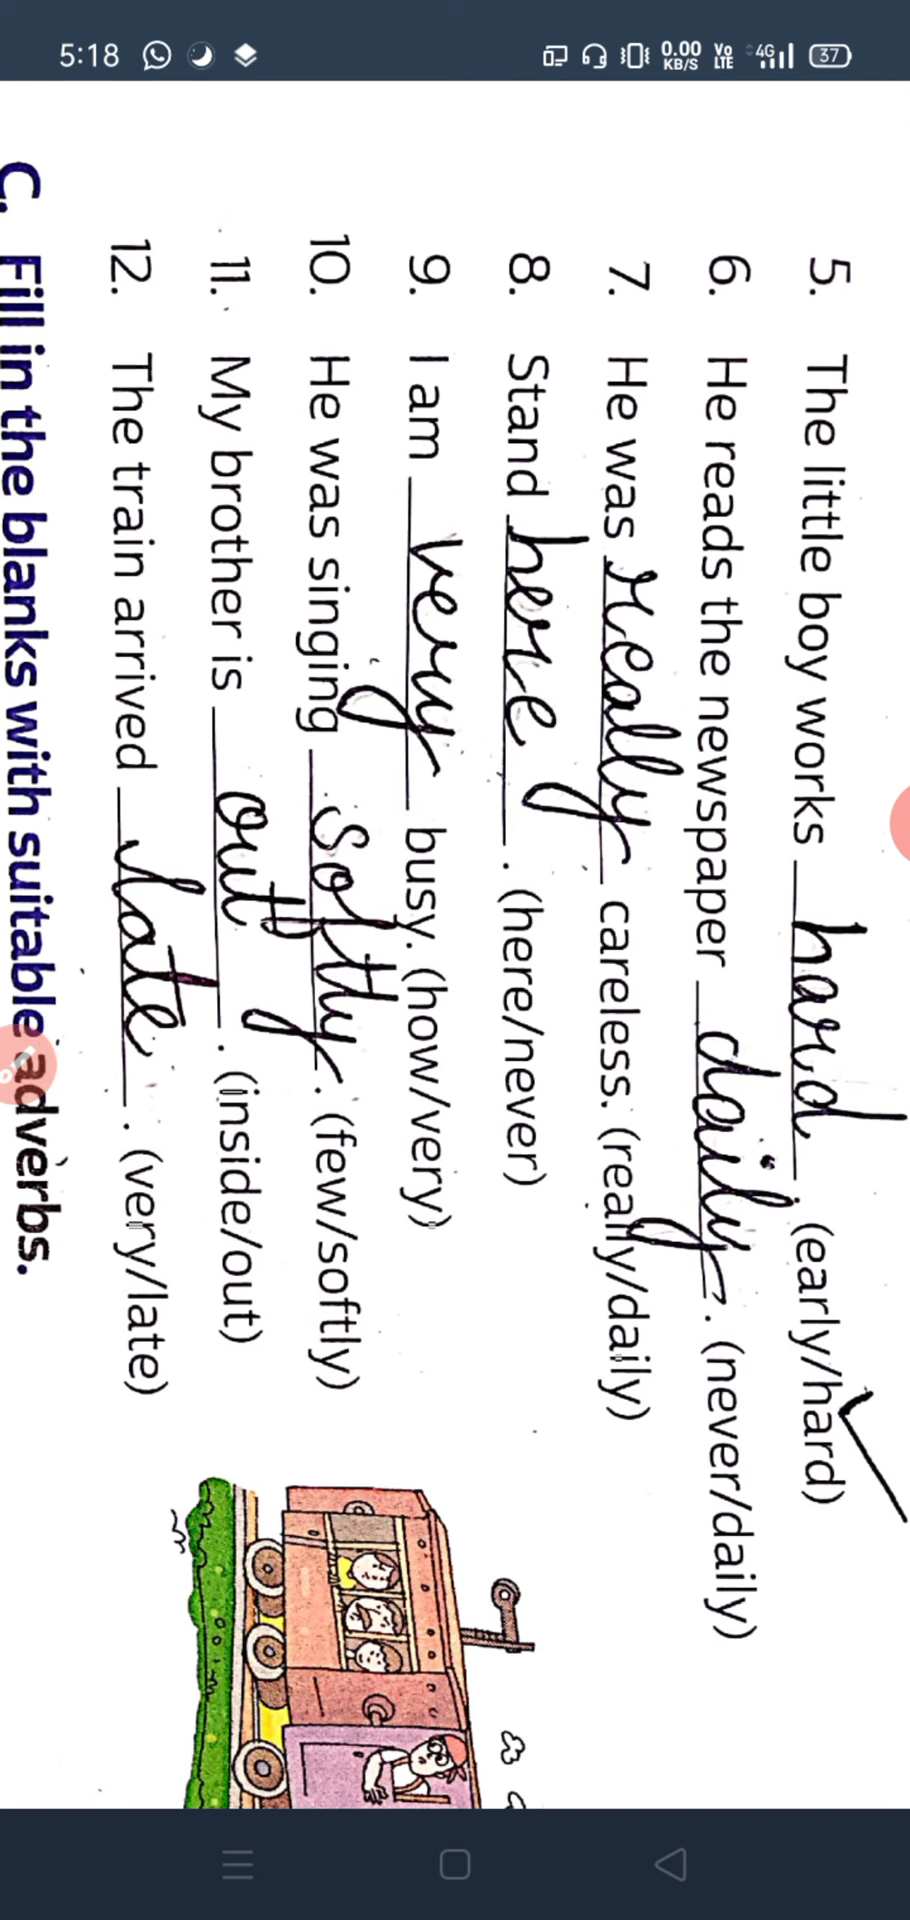 5:18 0.00 KB/S Vo LTE 4G 37
5. The little boy works hard. (early/hard)
6. He reads the newspaper daily. (never/daily)
7. He was really careless. (really/daily)
8. Stand here. (here/never)
9. I am very busy. (how/very)
10. He was singing softly. (few/softly)
11. My brother is out. (inside/out)
12. The train arrived late. (very/late)
C. Fill in the blanks with suitable adverbs.